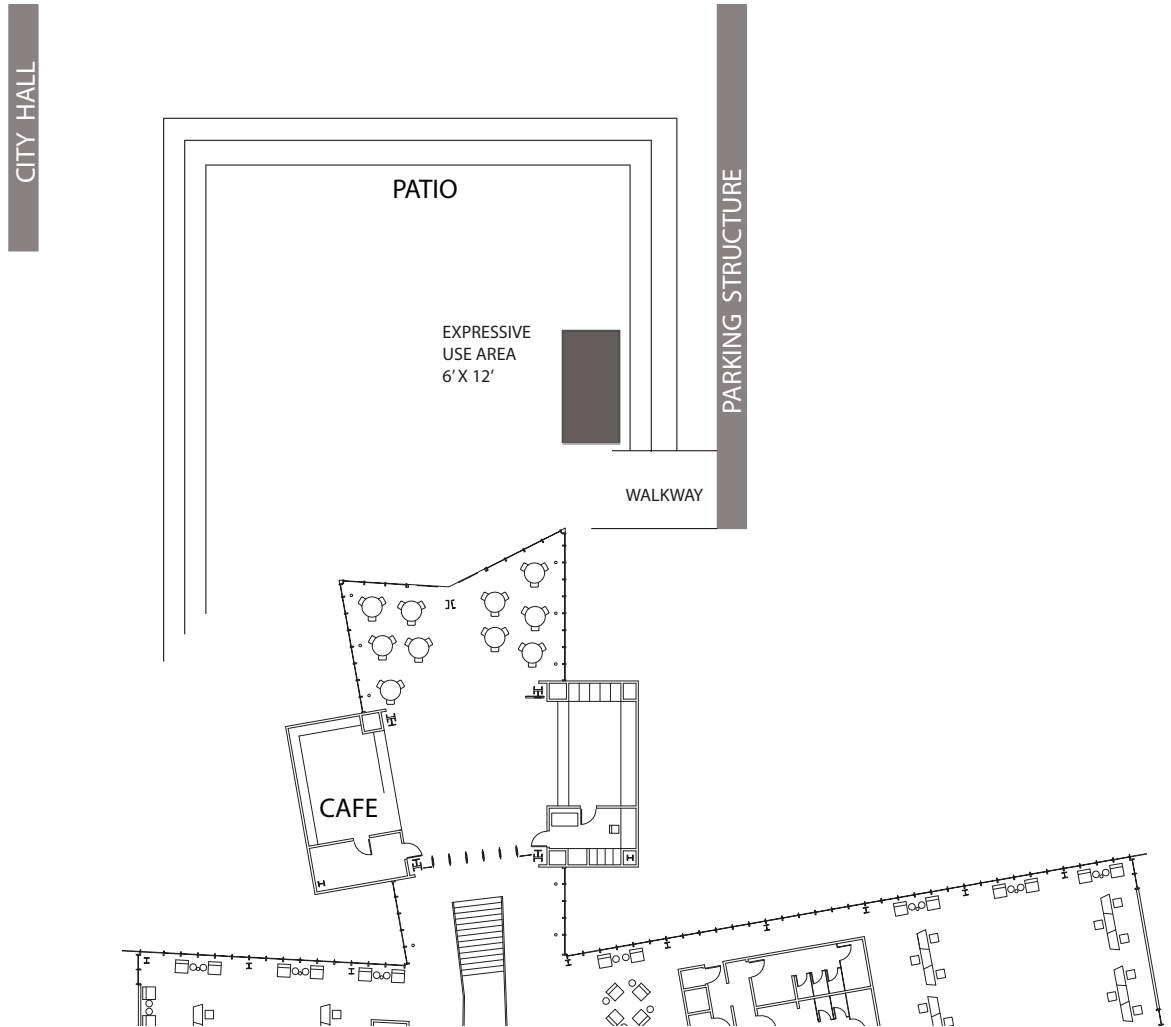 CITY HALL
PATIO
PARKING STRUCTURE
EXPRESSIVE
USE AREA
6’ X 12’
WALKWAY
CAFE